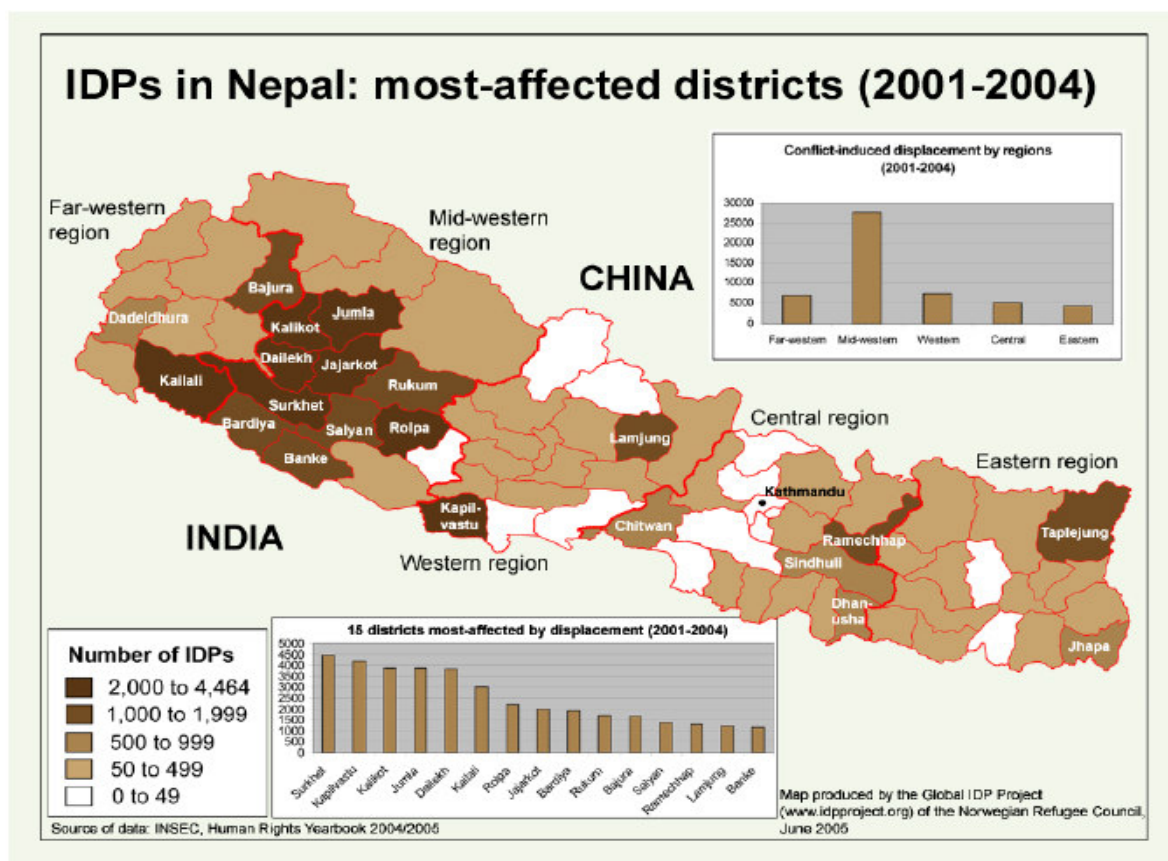 IDPs in Nepal: most-affected districts (2001-2004)
Conflict-induced displacement by regions
(2001-2004)
30000
25000
20000
15000
10000
5000
0
Far-western
Mid-western
Western
Central
Eastern
Far-western
region
Mid-western
region
CHINA
Bajura
Jumla
Dadeldhura
Kalikot
Dailekh
Jajarkot
Kailali
Rukum
Surkhet
Bardiya
Salyan
Rolpa
Banke
Lamjung
Central region
Eastern region
Kathmandu
Kapil-
vastu
Chitwan
Ramechhap
Taplejung
INDIA
Western region
Sindhuli
Dhan-
usha
Jhapa
Number of IDPs
2,000 to 4,464
1,000 to 1,999
500 to 999
50 to 499
0 to 49
15 districts most-affected by displacement (2001-2004)
5000
4500
4000
3500
3000
2500
2000
1500
1000
500
0
Surkhet
Kapilvastu
Kalikot
Jumla
Dailekh
Kailali
Rolpa
Jajarkot
Bardiya
Rukum
Bajura
Salyan
Ramechhap
Lamjung
Banke
Source of data: INSEC, Human Rights Yearbook 2004/2005
Map produced by the Global IDP Project
(www.idpproject.org) of the Norwegian Refugee Council,
June 2005